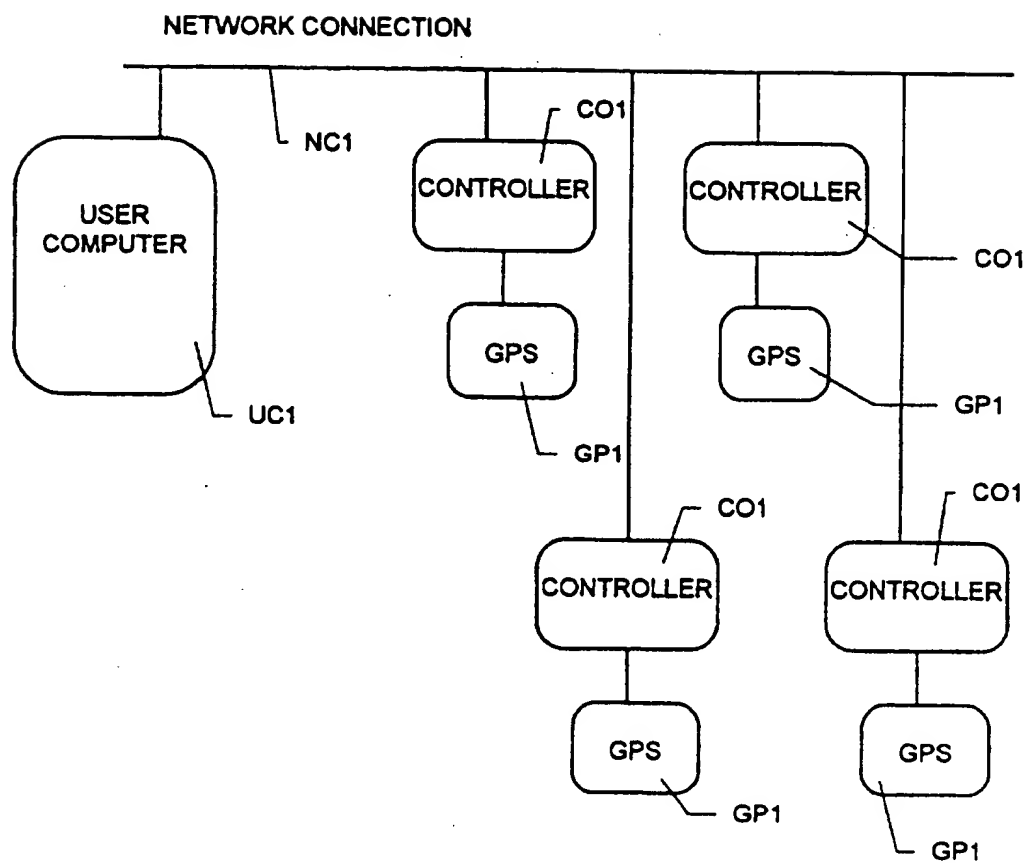 NETWORK CONNECTION
NC1
CO1
CONTROLLER
CONTROLLER
USER
COMPUTER
CO1
GPS
GPS
UC1
GP1
GP1
CO1
CO1
CONTROLLER
CONTROLLER
GPS
GPS
GP1
GP1